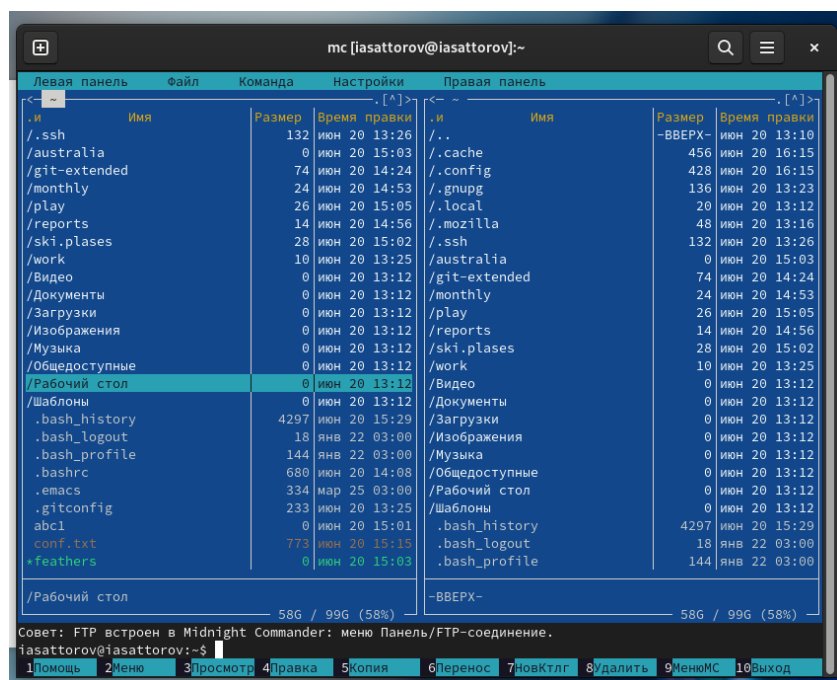 mc [iasattorov@iasattorov]:~
Левая панель Файл Команда Настройки Правая панель
<- ~ .[^]> <- ~ .[^]>
.и Имя Размер Время правки .и Имя Размер Время правки
/.ssh 132 июн 20 13:26 /.. -ВВЕРХ- июн 20 13:10
/australia 0 июн 20 15:03 /.cache 456 июн 20 16:15
/git-extended 74 июн 20 14:24 /.config 428 июн 20 16:15
/monthly 24 июн 20 14:53 /.gnupg 136 июн 20 13:23
/play 26 июн 20 15:05 /.local 20 июн 20 13:12
/reports 14 июн 20 14:56 /.mozilla 48 июн 20 13:16
/ski.plases 28 июн 20 15:02 /.ssh 132 июн 20 13:26
/work 10 июн 20 13:25 /australia 0 июн 20 15:03
/Видео 0 июн 20 13:12 /git-extended 74 июн 20 14:24
/Документы 0 июн 20 13:12 /monthly 24 июн 20 14:53
/Загрузки 0 июн 20 13:12 /play 26 июн 20 15:05
/Изображения 0 июн 20 13:12 /reports 14 июн 20 14:56
/Музыка 0 июн 20 13:12 /ski.plases 28 июн 20 15:02
/Общедоступные 0 июн 20 13:12 /work 10 июн 20 13:25
/Рабочий стол 0 июн 20 13:12 /Видео 0 июн 20 13:12
/Шаблоны 0 июн 20 13:12 /Документы 0 июн 20 13:12
.bash_history 4297 июн 20 15:29 /Загрузки 0 июн 20 13:12
.bash_logout 18 янв 22 03:00 /Изображения 0 июн 20 13:12
.bash_profile 144 янв 22 03:00 /Музыка 0 июн 20 13:12
.bashrc 680 июн 20 14:08 /Общедоступные 0 июн 20 13:12
.emacs 334 мар 25 03:00 /Рабочий стол 0 июн 20 13:12
.gitconfig 233 июн 20 13:25 /Шаблоны 0 июн 20 13:12
abc1 0 июн 20 15:01 .bash_history 4297 июн 20 15:29
conf.txt 773 июн 20 15:15 .bash_logout 18 янв 22 03:00
*feathers 0 июн 20 15:03 .bash_profile 144 янв 22 03:00
/Рабочий стол -ВВЕРХ-
58G / 99G (58%) 58G / 99G (58%)
Совет: FTP встроен в Midnight Commander: меню Панель/FTP-соединение.
iasattorov@iasattorov:~$
1Помощь 2Меню 3Просмотр 4Правка 5Копия 6Перенос 7НовКтлг 8Удалить 9МенюMC 10Выход